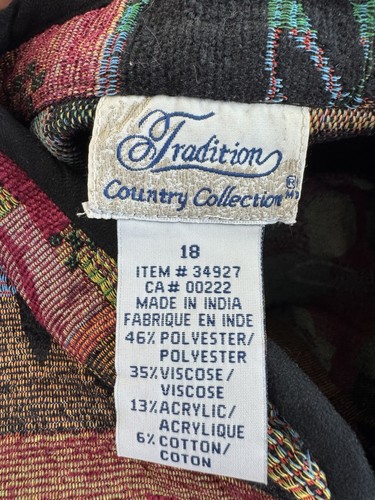 Tradition
Country Collection ®
18
ITEM # 34927
CA # 00222
MADE IN INDIA
FABRIQUE EN INDE
46% POLYESTER/
POLYESTER
35% VISCOSE/
VISCOSE
13% ACRYLIC/
ACRYLIQUE
6% COTTON/
COTON